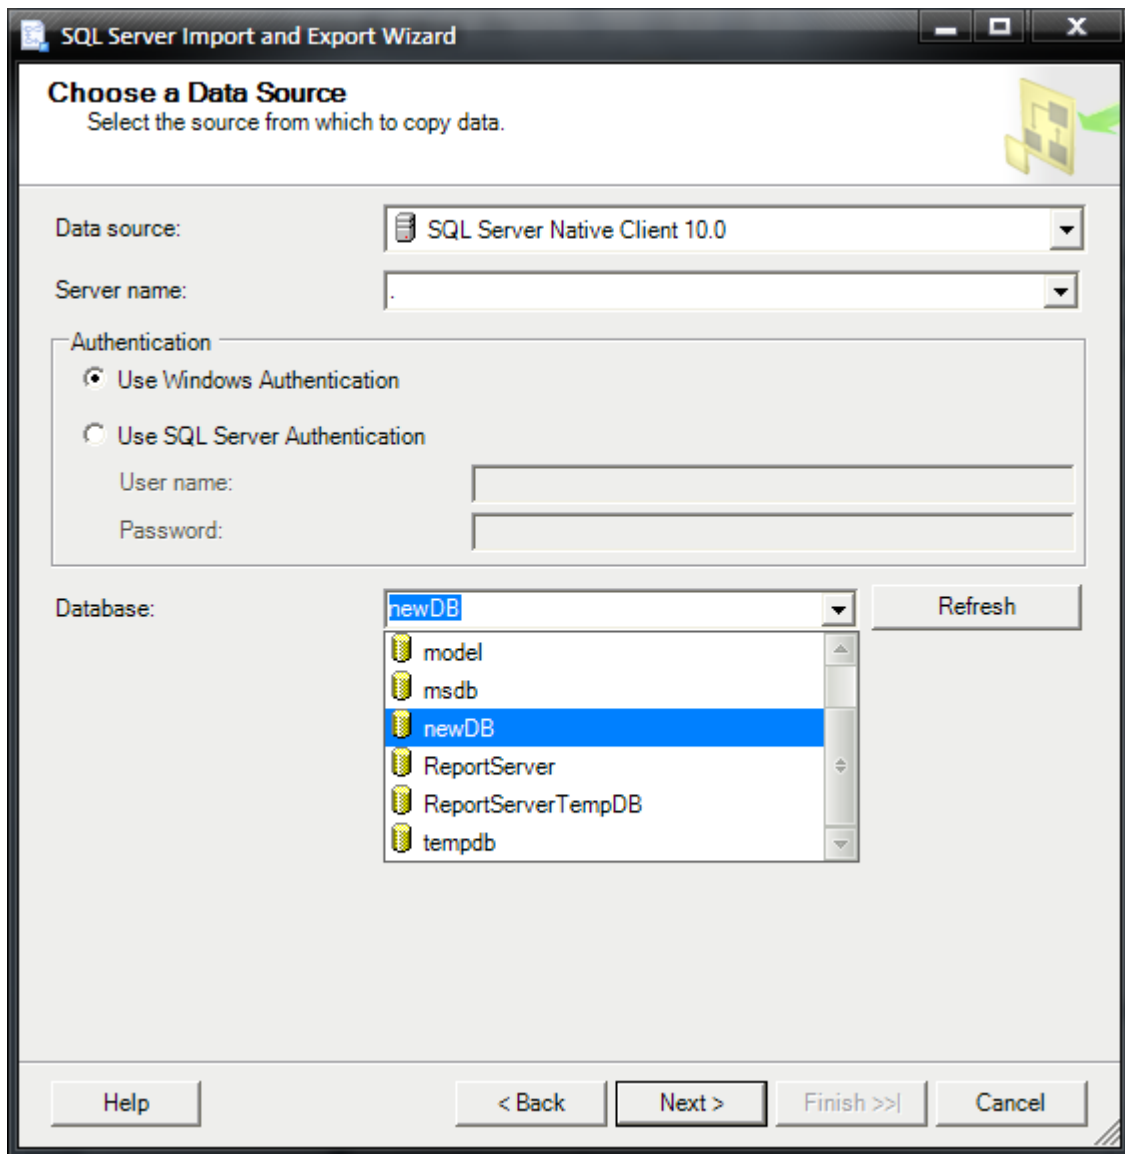 SQL Server Import and Export Wizard
Choose a Data Source
Select the source from which to copy data.
Data source:
SQL Server Native Client 10.0
Server name:
.
Authentication
Use Windows Authentication
Use SQL Server Authentication
User name:
Password:
Database:
newDB
Refresh
model
msdb
newDB
ReportServer
ReportServerTempDB
tempdb
Help
< Back
Next >
Finish >>|
Cancel